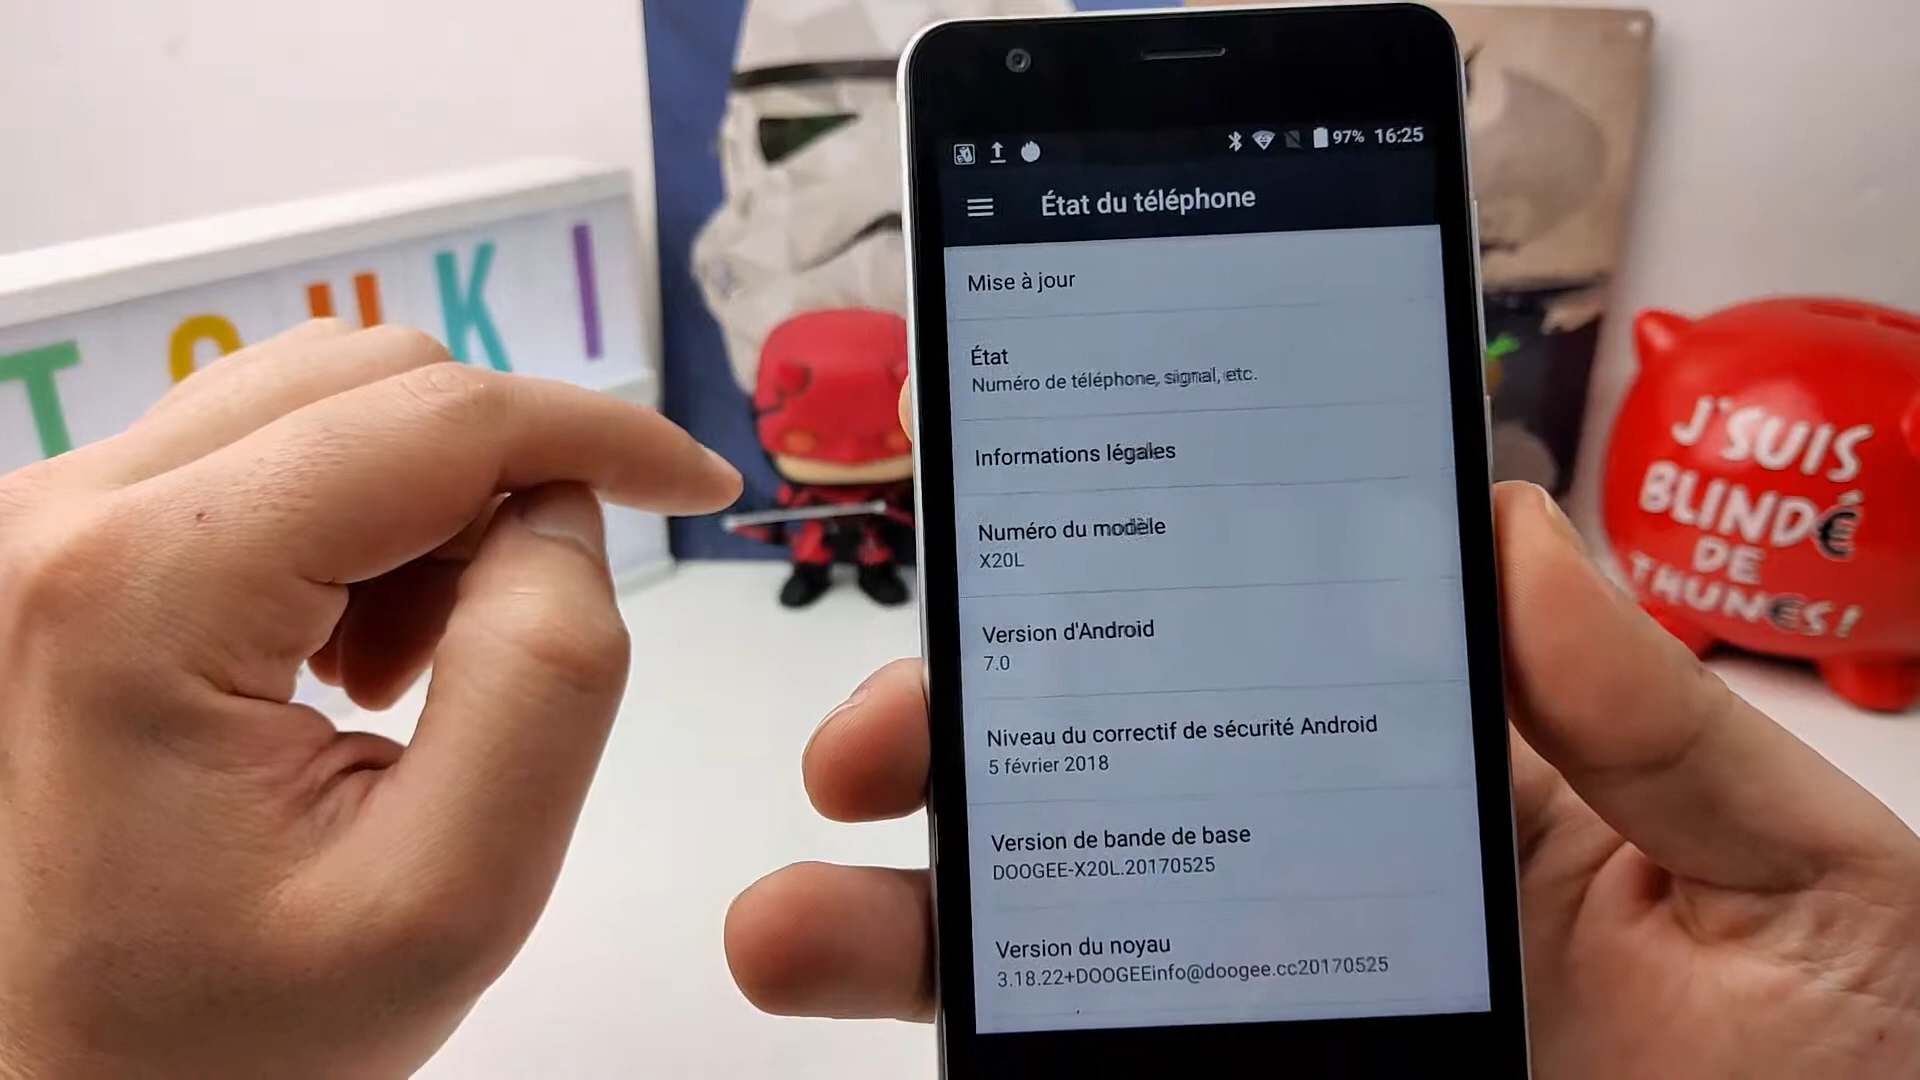 TOUKI
97% 16:25
État du téléphone
Mise à jour
État
Numéro de téléphone, signal, etc.
Informations légales
Numéro du modèle
X20L
Version d'Android
7.0
Niveau du correctif de sécurité Android
5 février 2018
Version de bande de base
DOOGEE-X20L.20170525
Version du noyau
3.18.22+DOOGEEinfo@doogee.cc20170525
J'SUIS
BLINDÉ
DE
THUNES!